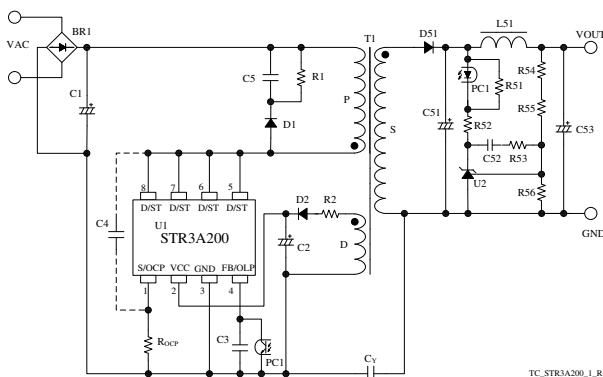 BR1
VAC
C1
C5
R1
D1
T1
P
S
D51
L51
VOUT
PC1
R51
R54
C51
R55
C53
R52
C52
R53
U2
R56
GND
C4
8 7 6 5
D/ST D/ST D/ST D/ST
U1
STR3A200
S/OCP VCC GND FB/OLP
1 2 3 4
D2
R2
C2
D
ROCP
C3
PC1
CY
TC_STR3A200_1_R